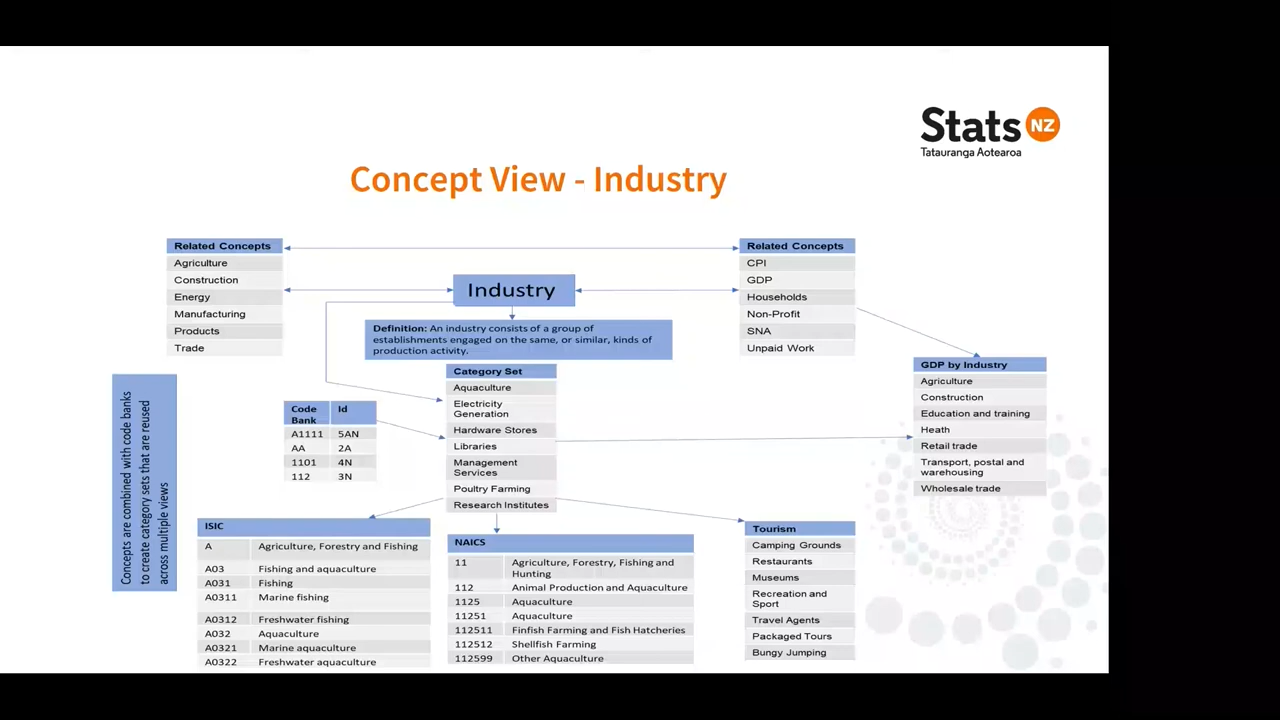 Stats NZ
Tatauranga Aotearoa
Concept View - Industry
Related Concepts
Agriculture
Construction
Energy
Manufacturing
Products
Trade
Industry
Definition: An industry consists of a group of
establishments engaged on the same, or similar, kinds of
production activity.
Related Concepts
CPI
GDP
Households
Non-Profit
SNA
Unpaid Work
GDP by Industry
Agriculture
Construction
Education and training
Heath
Retail trade
Transport, postal and
warehousing
Wholesale trade
Category Set
Aquaculture
Electricity
Generation
Hardware Stores
Libraries
Management
Services
Poultry Farming
Research Institutes
Code Id
Bank
A1111 5AN
AA 2A
1101 4N
112 3N
Concepts are combined with code banks
to create category sets that are reused
across multiple views
ISIC
A Agriculture, Forestry and Fishing
A03 Fishing and aquaculture
A031 Fishing
A0311 Marine fishing
A0312 Freshwater fishing
A032 Aquaculture
A0321 Marine aquaculture
A0322 Freshwater aquaculture
NAICS
11 Agriculture, Forestry, Fishing and
Hunting
112 Animal Production and Aquaculture
1125 Aquaculture
11251 Aquaculture
112511 Finfish Farming and Fish Hatcheries
112512 Shellfish Farming
112599 Other Aquaculture
Tourism
Camping Grounds
Restaurants
Museums
Recreation and
Sport
Travel Agents
Packaged Tours
Bungy Jumping